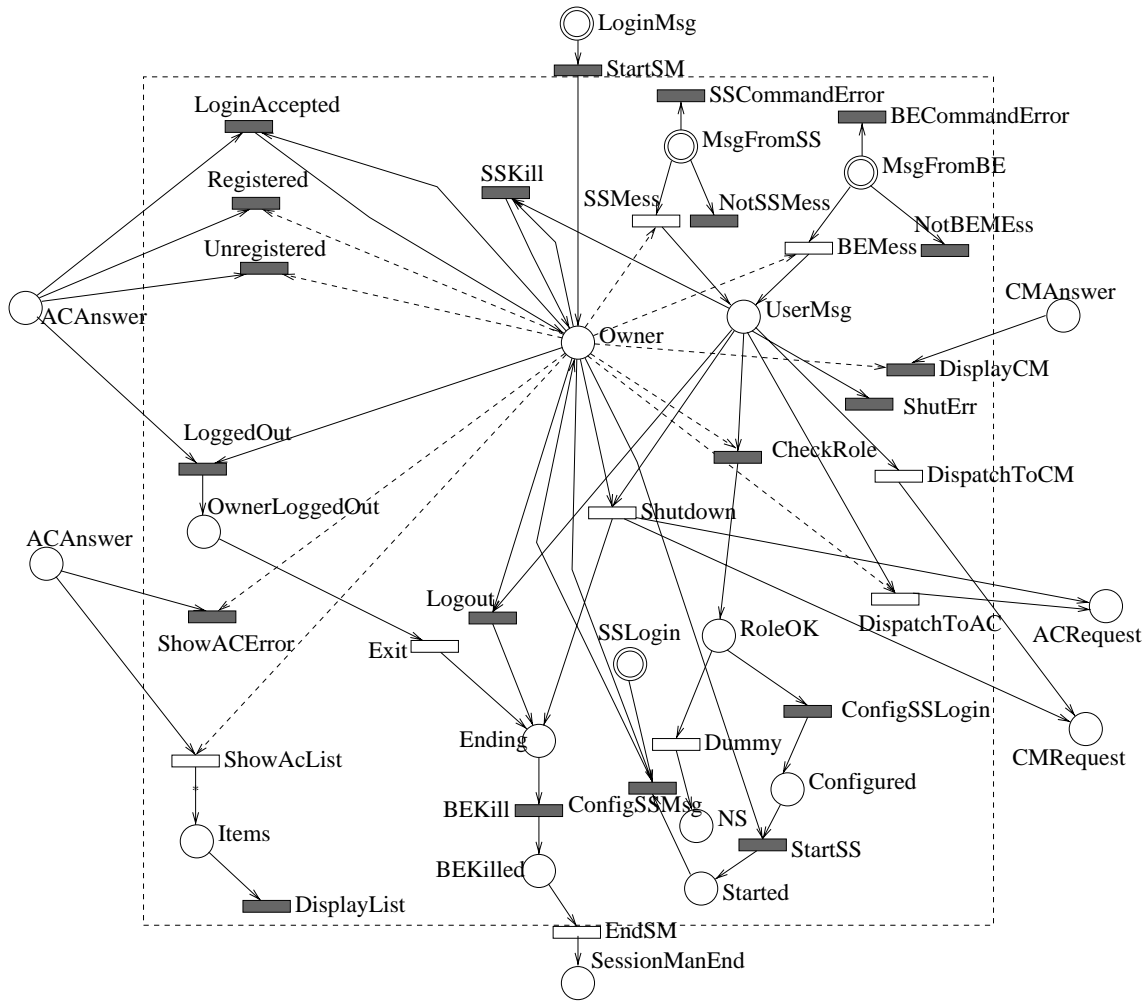 LoginMsg
StartSM
SSCommandError
LoginAccepted
BECommandError
MsgFromSS
MsgFromBE
Registered
SSKill
SSMess
NotSSMess
NotBEMEss
Unregistered
BEMess
CMAnswer
ACAnswer
UserMsg
Owner
DisplayCM
ShutErr
LoggedOut
CheckRole
DispatchToCM
OwnerLoggedOut
Shutdown
ACAnswer
Logout
SSLogin
RoleOK
DispatchToAC
ACRequest
ShowACError
Exit
ConfigSSLogin
Ending
Dummy
ShowAcList
CMRequest
*
Configured
BEKill
ConfigSSMsg
NS
Items
StartSS
BEKilled
Started
DisplayList
EndSM
SessionManEnd